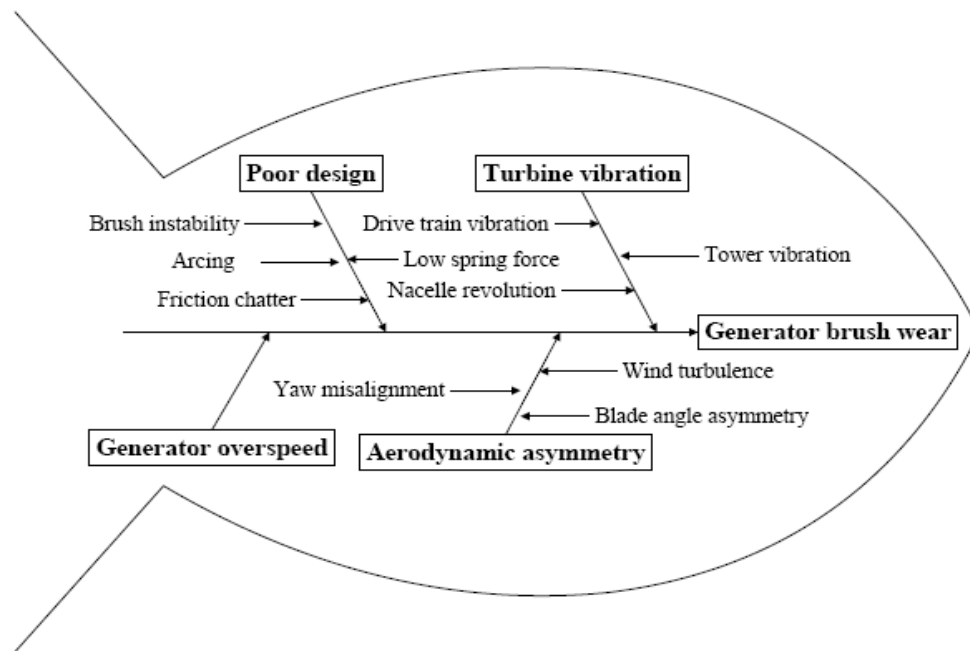 Poor design
Turbine vibration
Brush instability
Drive train vibration
Arcing
Low spring force
Tower vibration
Friction chatter
Nacelle revolution
Generator brush wear
Yaw misalignment
Wind turbulence
Blade angle asymmetry
Generator overspeed
Aerodynamic asymmetry